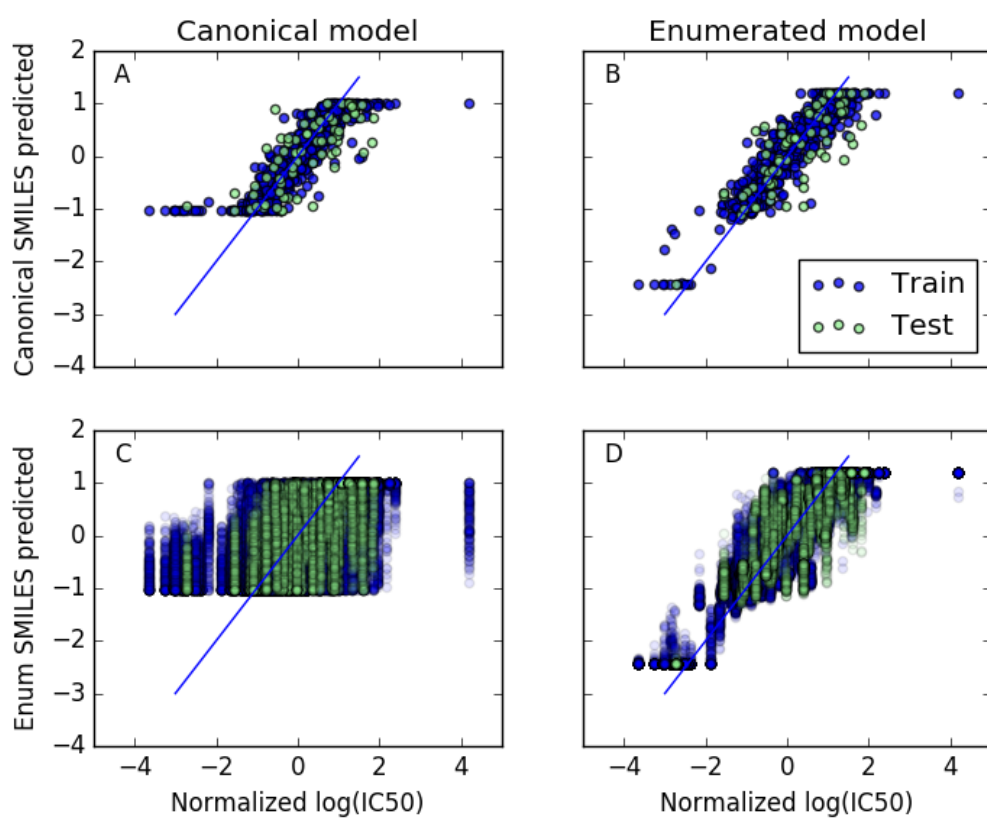 Canonical model
Enumerated model
Canonical SMILES predicted
2
1
0
−1
−2
−3
−4
A
B
Train
Test
Enum SMILES predicted
2
1
0
−1
−2
−3
−4
C
D
−4
−2
0
2
4
−4
−2
0
2
4
Normalized log(IC50)
Normalized log(IC50)